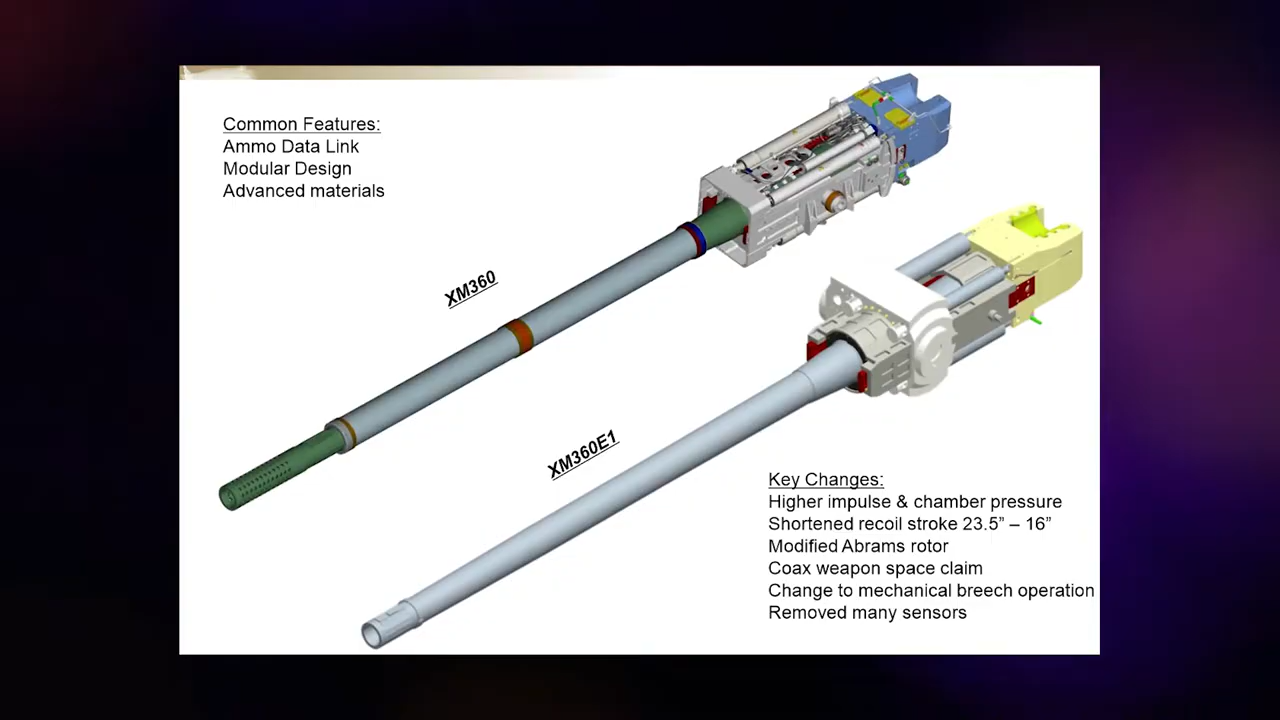 Common Features:
Ammo Data Link
Modular Design
Advanced materials
XM360
XM360E1
Key Changes:
Higher impulse & chamber pressure
Shortened recoil stroke 23.5” – 16”
Modified Abrams rotor
Coax weapon space claim
Change to mechanical breech operation
Removed many sensors